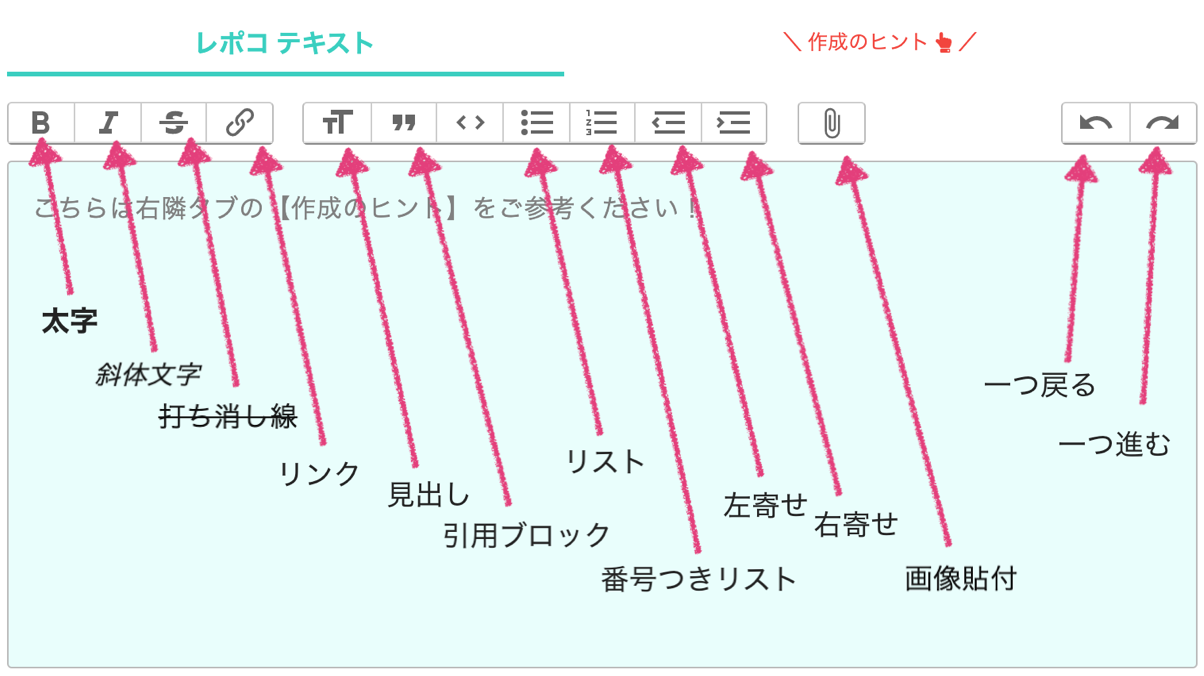 レポコ テキスト
＼ 作成のヒント ／
こちらは右隣タブの【作成のヒント】をご参考ください！
太字
斜体文字
打ち消し線
リンク
見出し
引用ブロック
リスト
番号つきリスト
左寄せ
右寄せ
画像貼付
一つ戻る
一つ進む